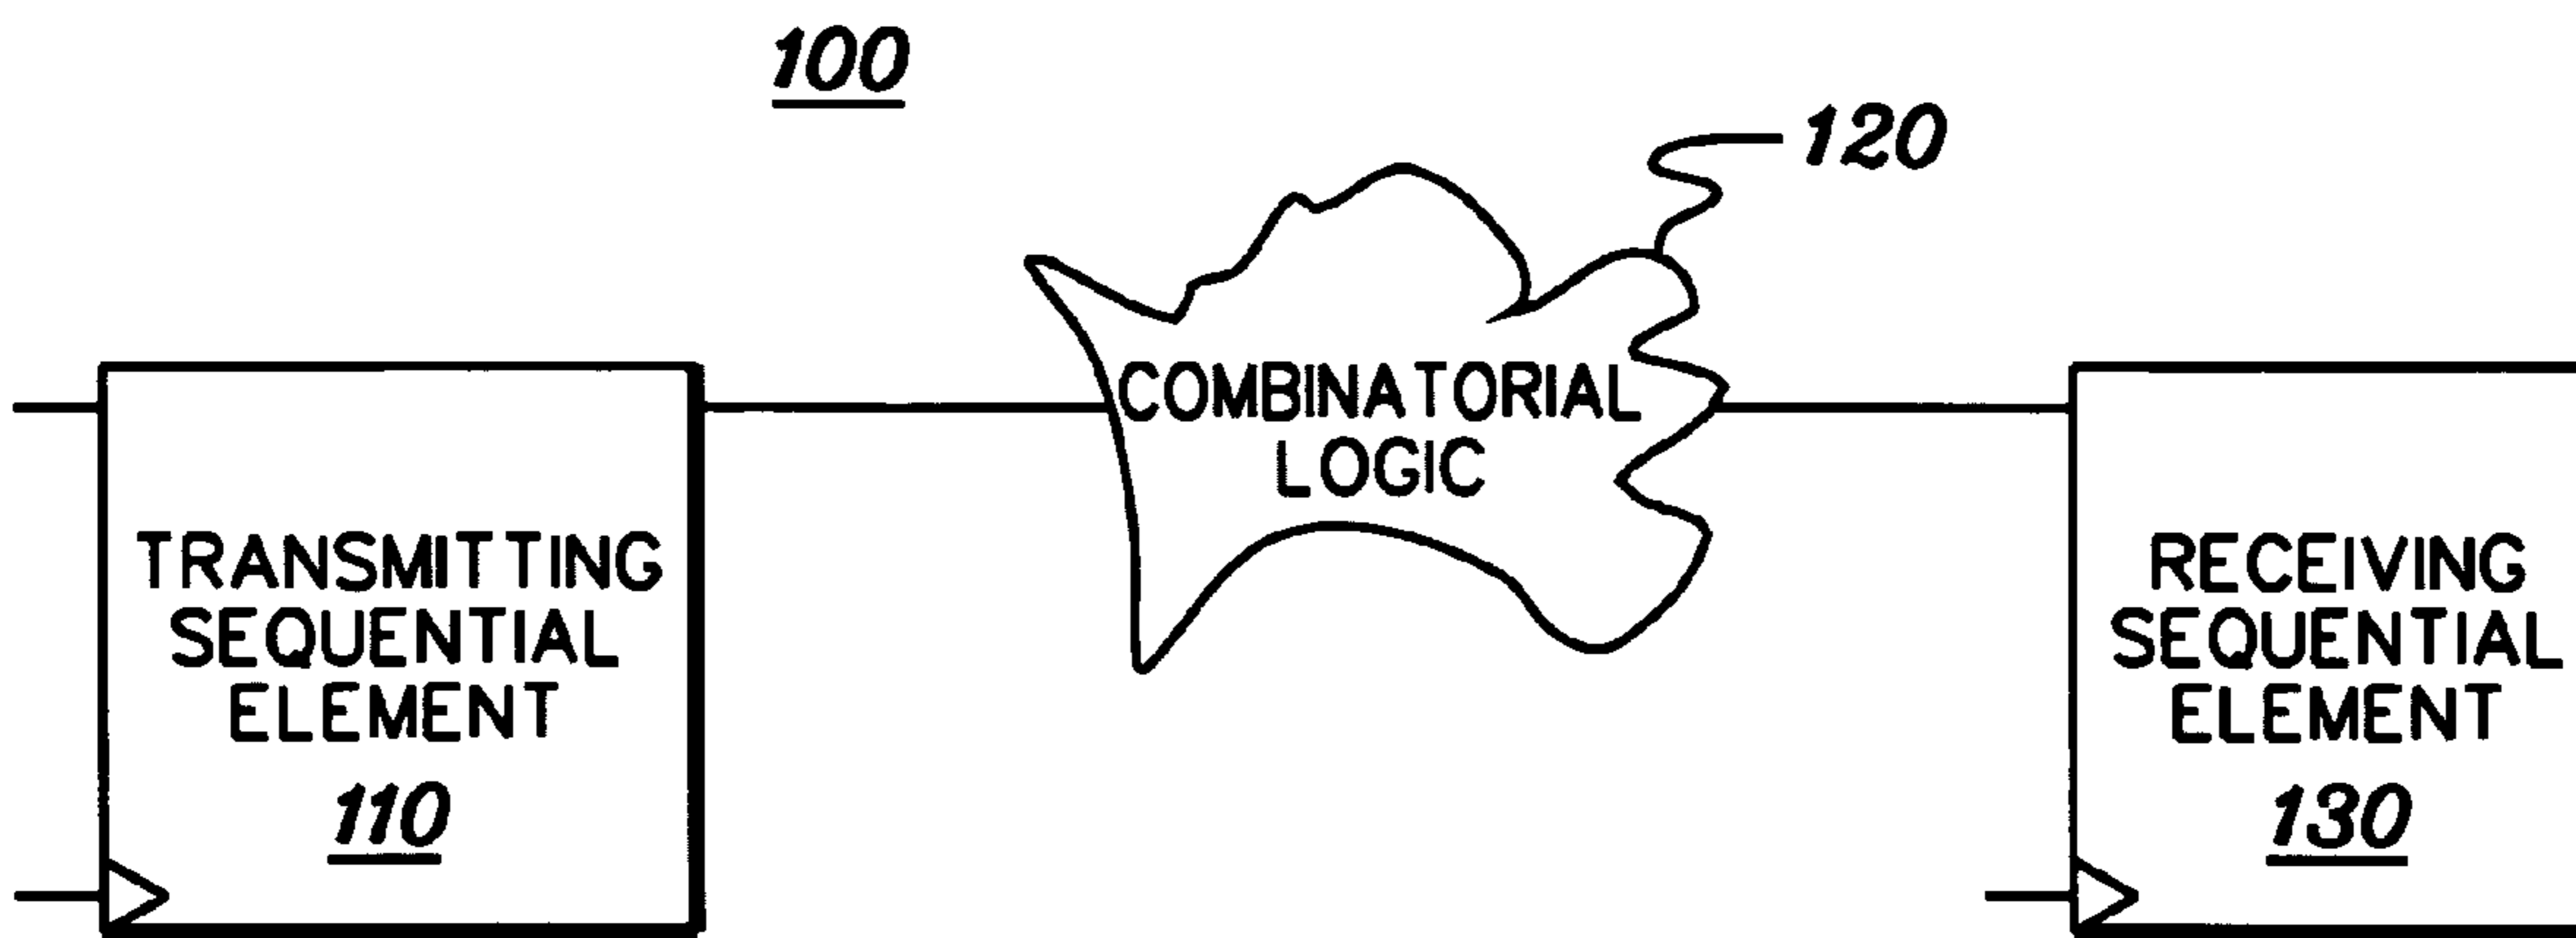 100
120
COMBINATORIAL
LOGIC
TRANSMITTING
SEQUENTIAL
ELEMENT
110
RECEIVING
SEQUENTIAL
ELEMENT
130